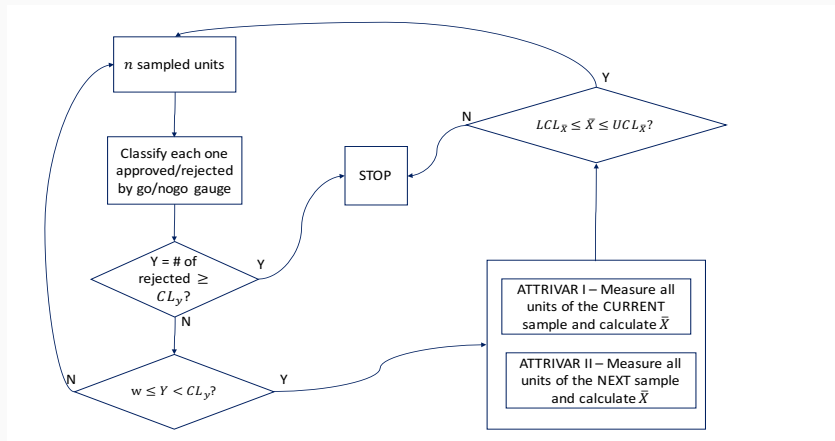 n sampled units
Classify each one
approved/rejected
by go/nogo gauge
Y = # of
rejected ≥
CL_y?
Y
N
w ≤ Y < CL_y?
N
Y
STOP
N
Y
LCL_X̄ ≤ X̄ ≤ UCL_X̄?
ATTRIVAR I – Measure all
units of the CURRENT
sample and calculate X̄
ATTRIVAR II – Measure all
units of the NEXT sample
and calculate X̄